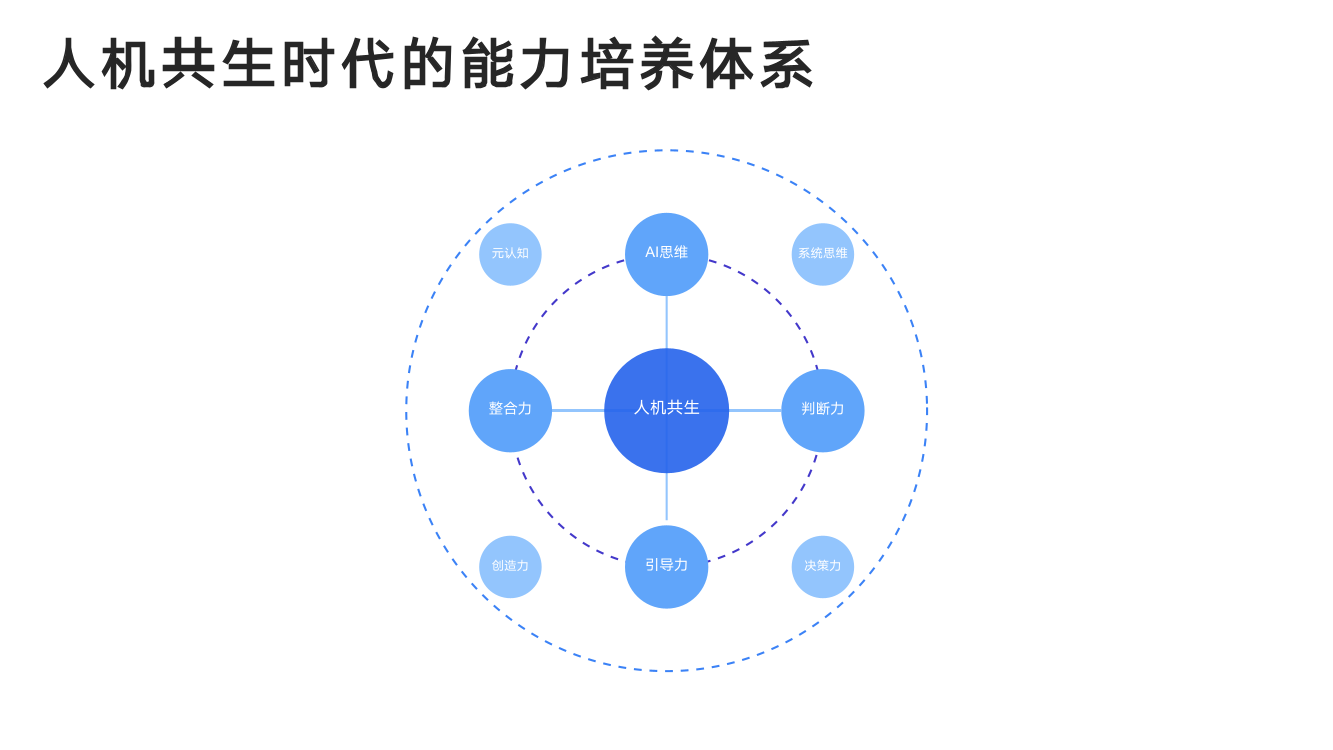 人机共生时代的能力培养体系
元认知
AI思维
系统思维
整合力
人机共生
判断力
创造力
引导力
决策力